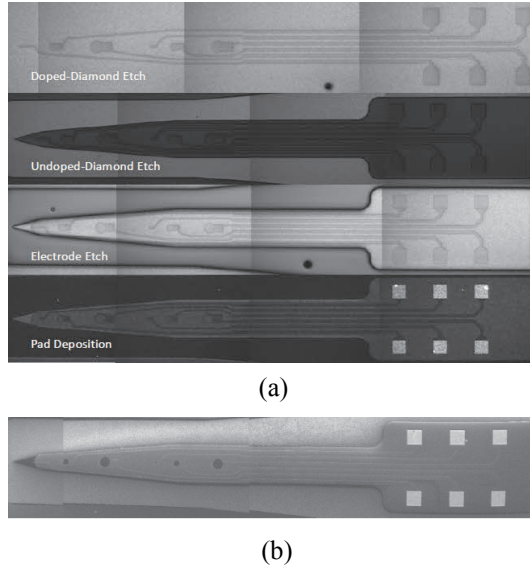 Doped-Diamond Etch
Undoped-Diamond Etch
Electrode Etch
Pad Deposition
(a)
(b)